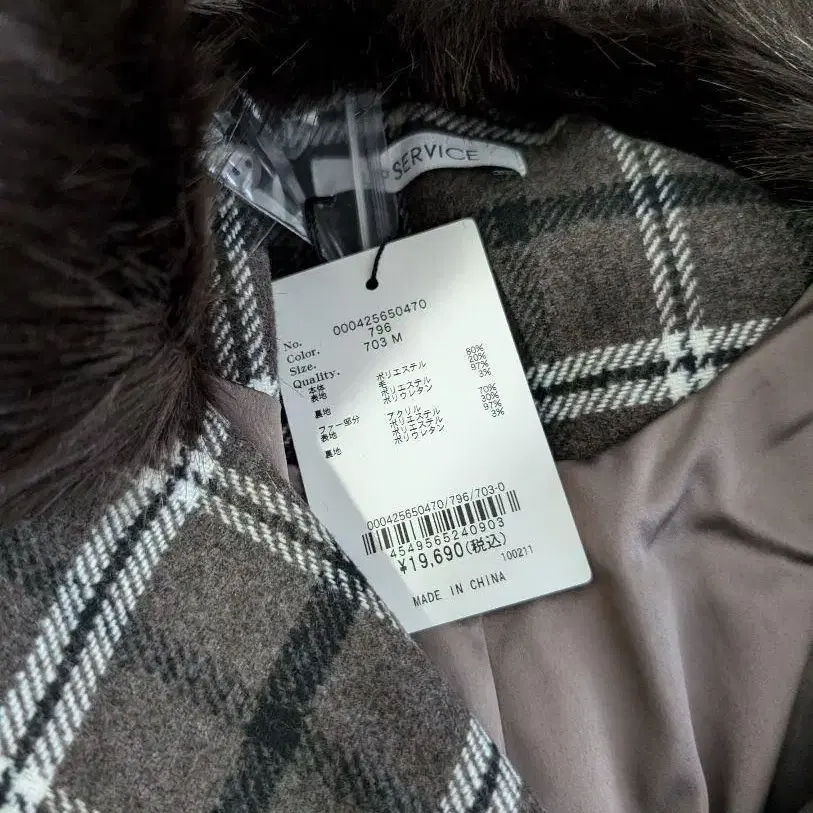 SERVICE
No. 000425650470
Color. 796
Size. 703 M
Quality.
本体
表地 ポリエステル 80%
毛 20%
裏地 ポリエステル 97%
ポリウレタン 3%
ファー部分
表地 アクリル 70%
ポリエステル 30%
裏地 ポリエステル 97%
ポリウレタン 3%
000425650470/796/703-0
4549565240903
¥19,690(税込)
100211
MADE IN CHINA